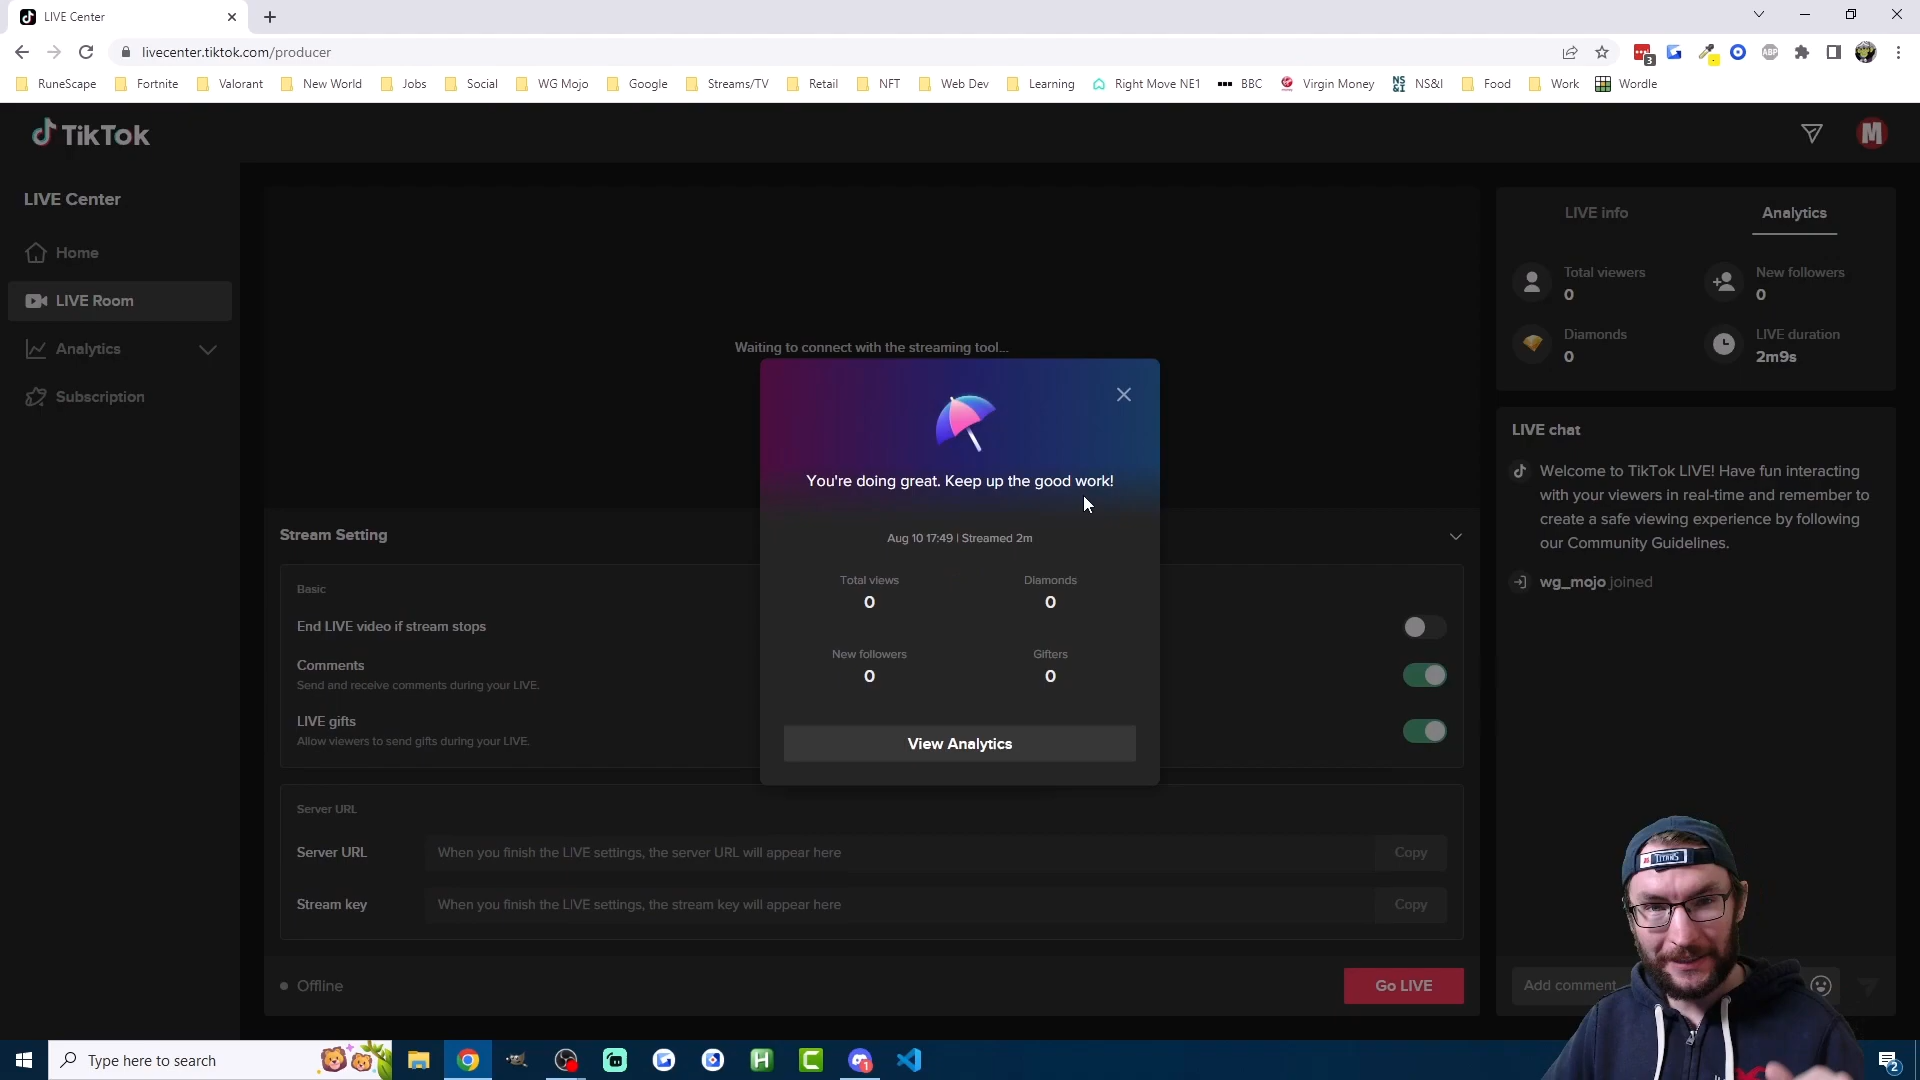 LIVE Center
livecenter.tiktok.com/producer
3
ABP
RuneScape
Fortnite
Valorant
New World
Jobs
Social
WG Mojo
Google
Streams/TV
Retail
NFT
Web Dev
Learning
Right Move NE1
BBC
NS&I
Virgin Money
NS&I
Food
Work
Wordle
TikTok
M
LIVE Center
Home
LIVE Room
Analytics
Subscription
Waiting to connect with the streaming tool...
You're doing great. Keep up the good work!
Aug 10 17:49 | Streamed 2m
Total views
0
Diamonds
0
New followers
0
Gifters
0
View Analytics
Stream Setting
Basic
End LIVE video if stream stops
Comments
Send and receive comments during your LIVE.
LIVE gifts
Allow viewers to send gifts during your LIVE.
Server URL
Server URL
When you finish the LIVE settings, the server URL will appear here
Copy
Stream key
When you finish the LIVE settings, the stream key will appear here
Copy
Offline
Go LIVE
LIVE info
Analytics
Total viewers
0
New followers
0
Diamonds
0
LIVE duration
2m9s
LIVE chat
Welcome to TikTok LIVE! Have fun interacting
with your viewers in real-time and remember to
create a safe viewing experience by following
our Community Guidelines.
wg_mojo joined
Add comment
TITANS
Type here to search
H
C
1
2